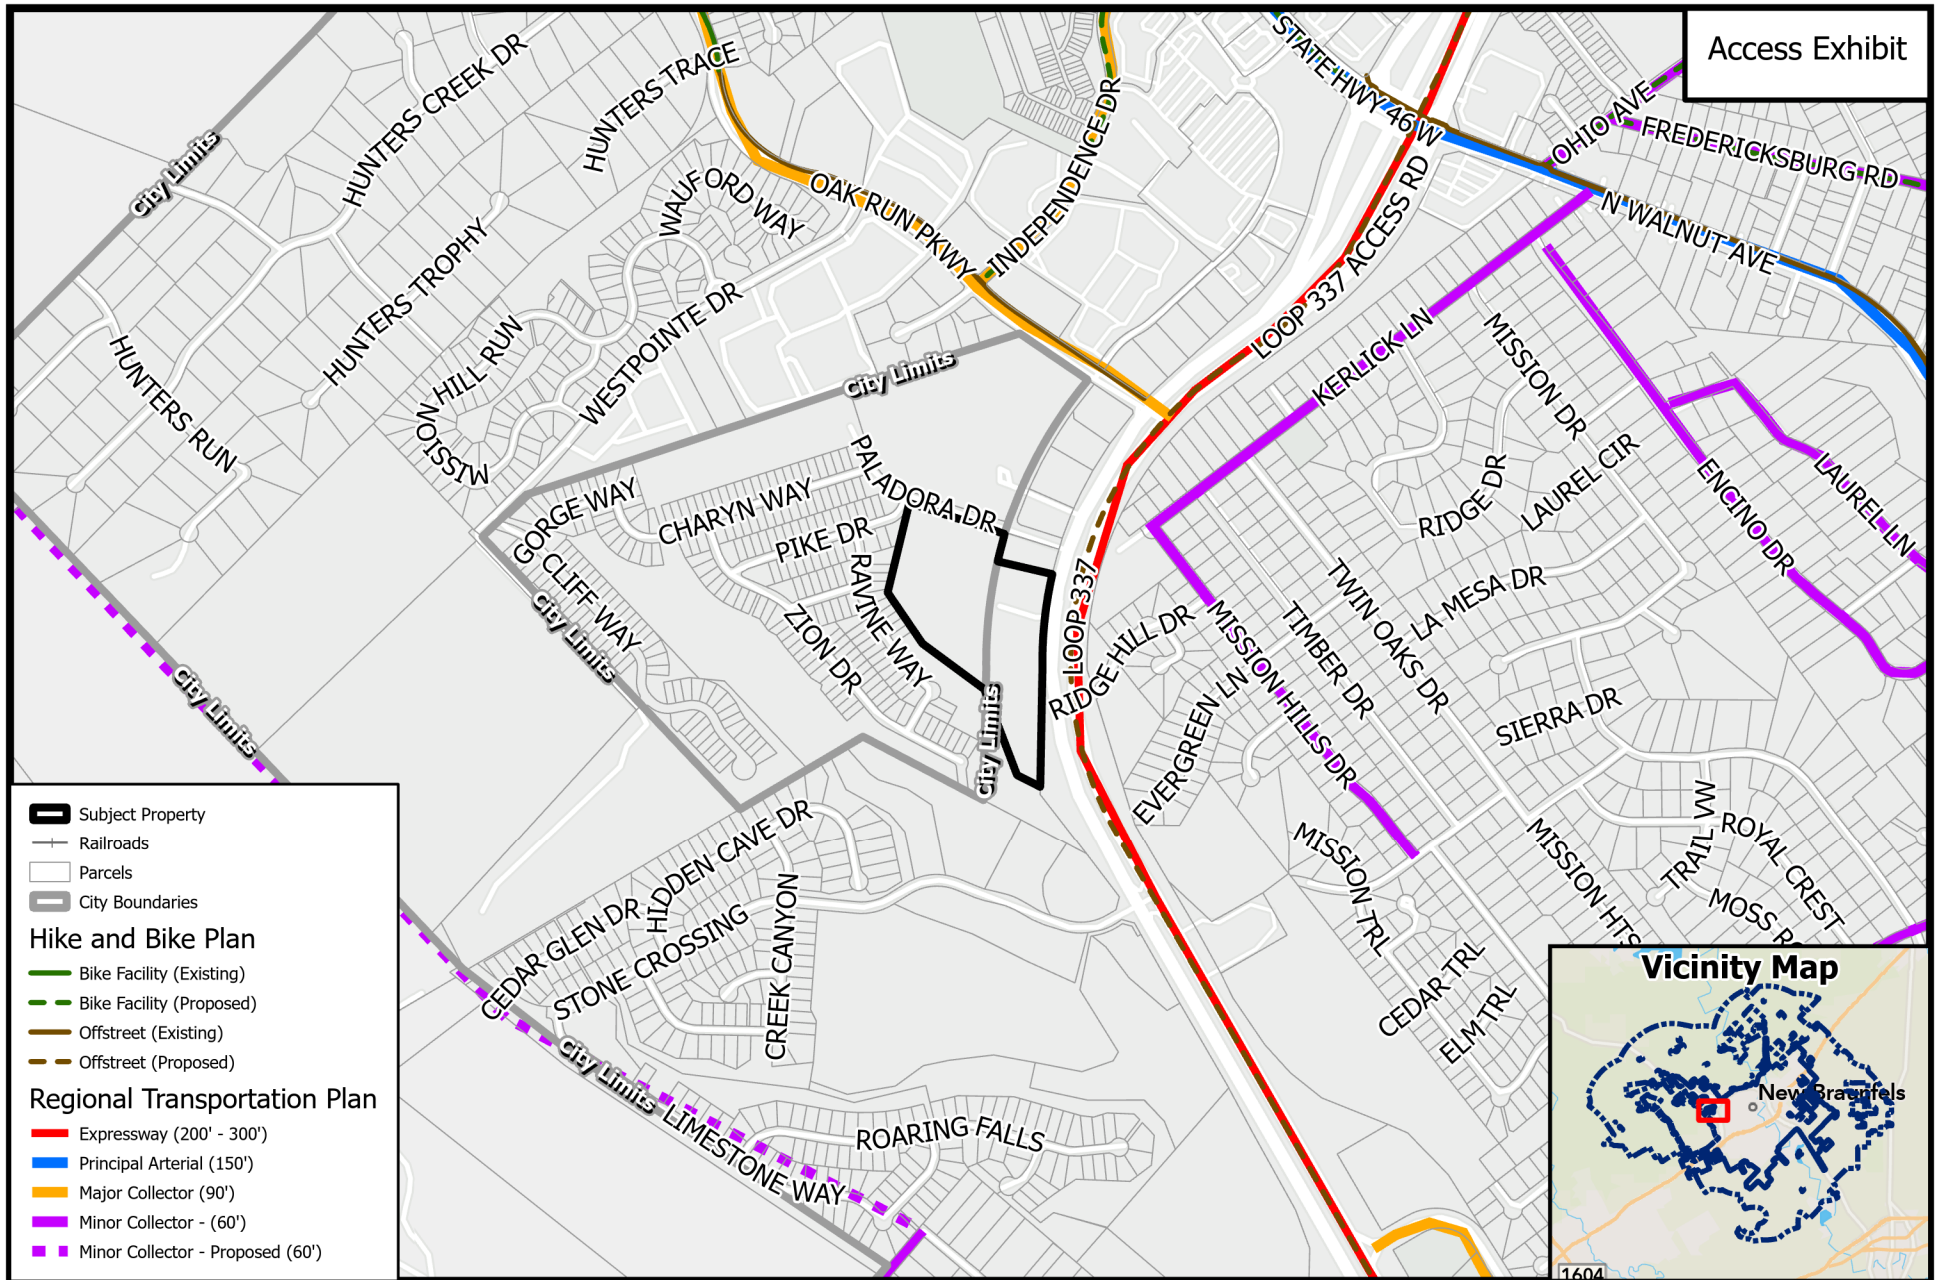 Access Exhibit
STATE HWY 46 W
OHIO AVE
FREDERICKSBURG RD
N WALNUT AVE
HUNTERS CREEK DR
HUNTERS TRACE
City Limits
HUNTERS TROPHY
HUNTERS RUN
WAUFORD WAY
OAK RUN PKWY
INDEPENDENCE DR
LOOP 337 ACCESS RD
WESTPOINTE DR
MISSION HILL RUN
City Limits
KERLICK LN
MISSION DR
LAUREL CIR
RIDGE DR
ENCINO DR
LAUREL LN
GORGE WAY
CHARYN WAY
PALADORA DR
PIKE DR
RAVINE WAY
CLIFF WAY
ZION DR
City Limits
City Limits
City Limits
LOOP 337
RIDGE HILL DR
LA MESA DR
TWIN OAKS DR
TIMBER DR
MISSION HILLS DR
EVERGREEN LN
SIERRA DR
TRAIL VW
ROYAL CREST
MOSS RO
MISSION HTS
MISSION TRL
CEDAR TRL
ELM TRL
HIDDEN CAVE DR
CEDAR GLEN DR
STONE CROSSING
CREEK CANYON
City Limits
LIMESTONE WAY
ROARING FALLS
Subject Property
Railroads
Parcels
City Boundaries
Hike and Bike Plan
Bike Facility (Existing)
Bike Facility (Proposed)
Offstreet (Existing)
Offstreet (Proposed)
Regional Transportation Plan
Expressway (200' - 300')
Principal Arterial (150')
Major Collector (90')
Minor Collector - (60')
Minor Collector - Proposed (60')
Vicinity Map
New Braunfels
1604